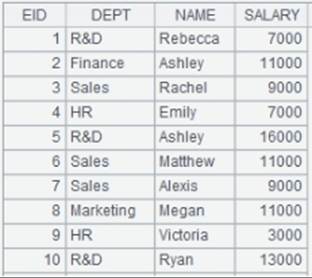 EID DEPT NAME SALARY
1 R&D Rebecca 7000
2 Finance Ashley 11000
3 Sales Rachel 9000
4 HR Emily 7000
5 R&D Ashley 16000
6 Sales Matthew 11000
7 Sales Alexis 9000
8 Marketing Megan 11000
9 HR Victoria 3000
10 R&D Ryan 13000